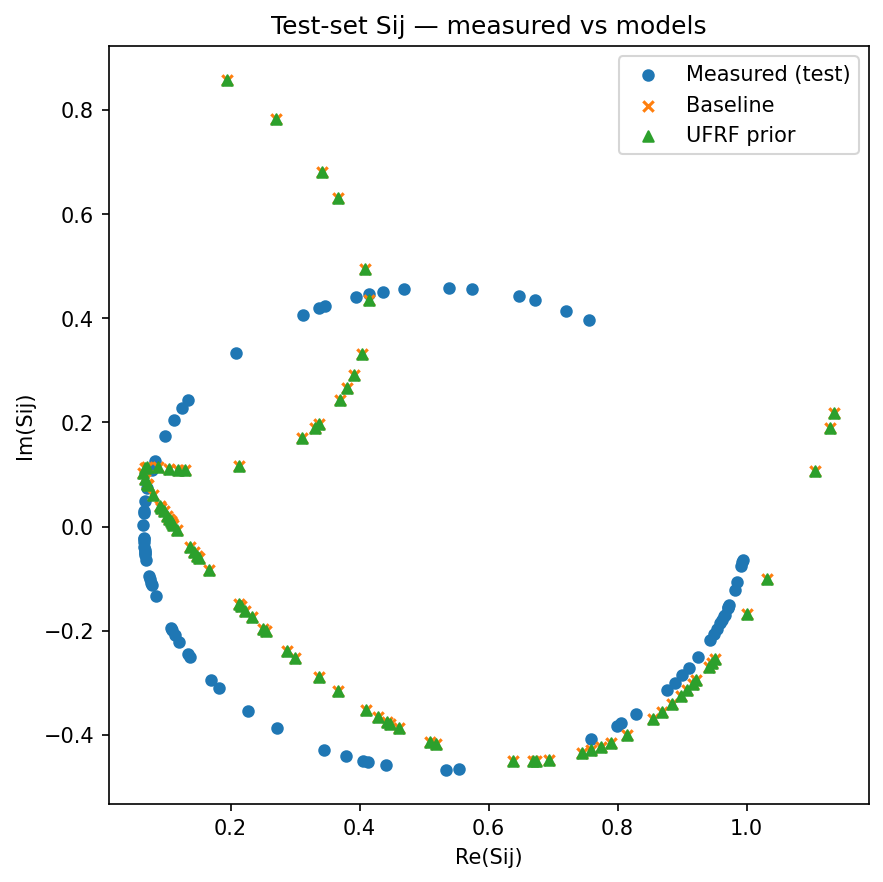 Test-set Sij — measured vs models
Measured (test)
Baseline
UFRF prior
0.8
0.6
0.4
0.2
0.0
−0.2
−0.4
Im(Sij)
0.2
0.4
0.6
0.8
1.0
Re(Sij)